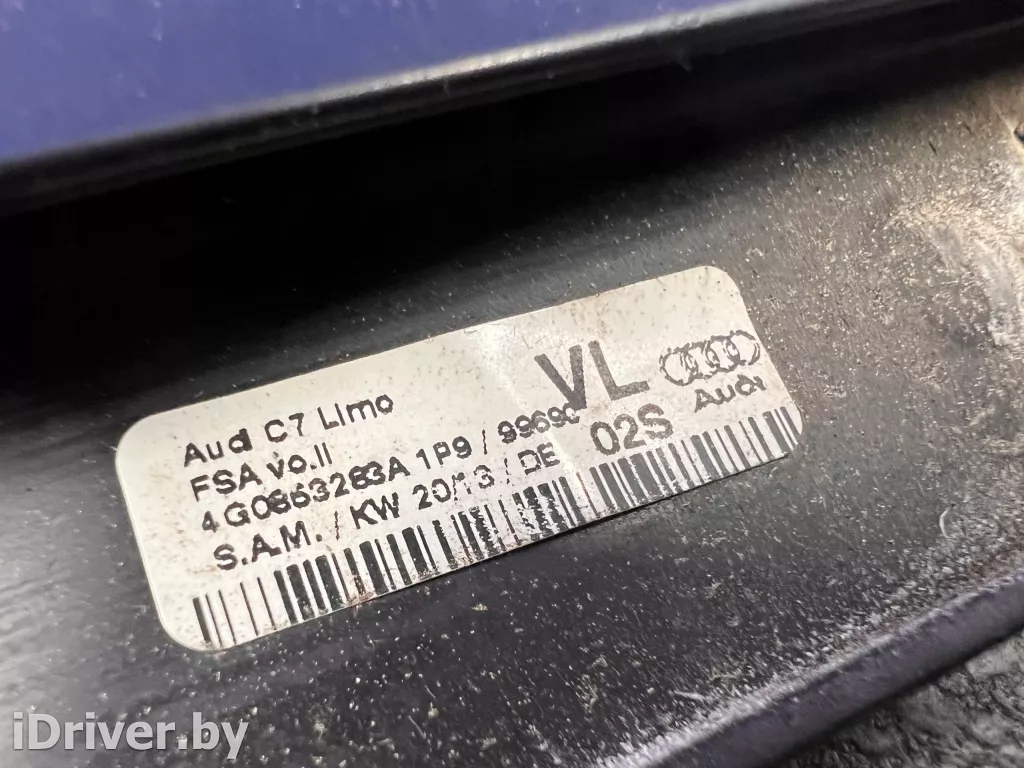 Audi C7 Limo
FSA vo.li
4G0853283A 1P9 / 99690
S.A.M. / KW 20/13 / DE
VL
02S
Audi
iDriver.by